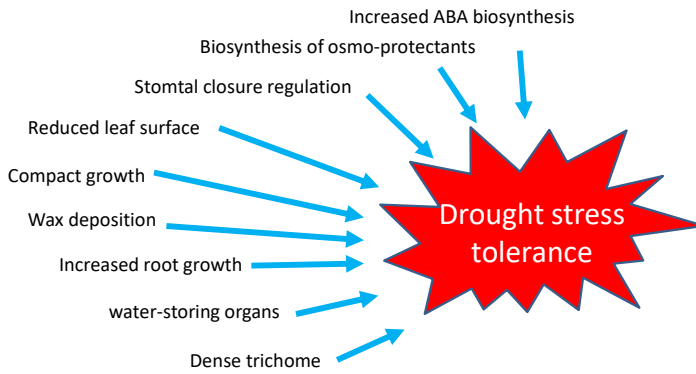 Increased ABA biosynthesis
Biosynthesis of osmo-protectants
Stomtal closure regulation
Reduced leaf surface
Compact growth
Wax deposition
Increased root growth
water-storing organs
Dense trichome
Drought stress
tolerance